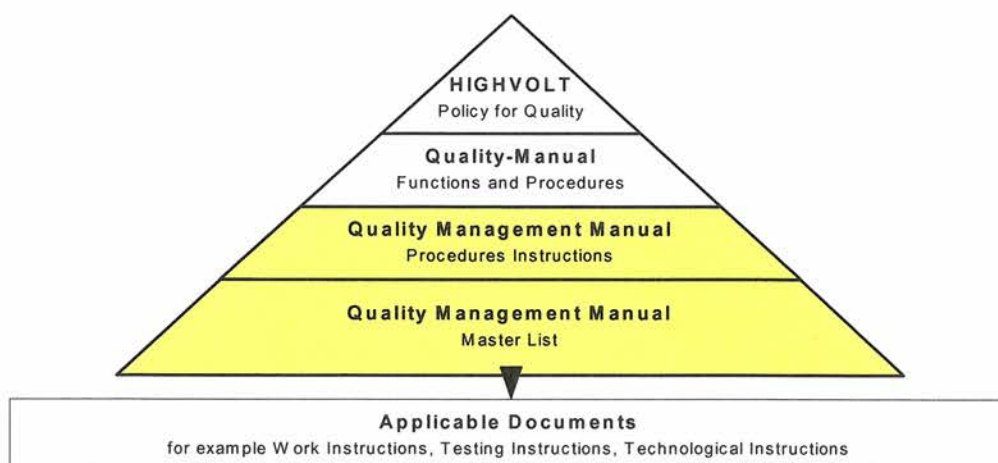 HIGHVOLT
Policy for Quality
Quality-Manual
Functions and Procedures
Quality Management Manual
Procedures Instructions
Quality Management Manual
Master List
Applicable Documents
for example Work Instructions, Testing Instructions, Technological Instructions